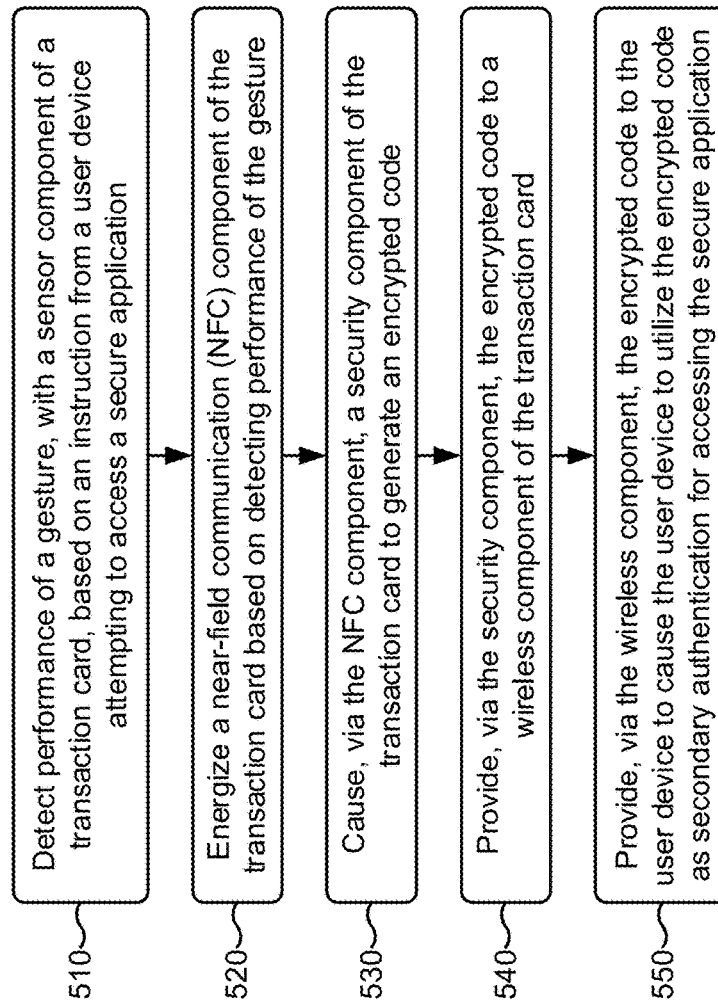 510
Detect performance of a gesture, with a sensor component of a
transaction card, based on an instruction from a user device
attempting to access a secure application
520
Energize a near-field communication (NFC) component of the
transaction card based on detecting performance of the gesture
530
Cause, via the NFC component, a security component of the
transaction card to generate an encrypted code
540
Provide, via the security component, the encrypted code to a
wireless component of the transaction card
550
Provide, via the wireless component, the encrypted code to the
user device to cause the user device to utilize the encrypted code
as secondary authentication for accessing the secure application